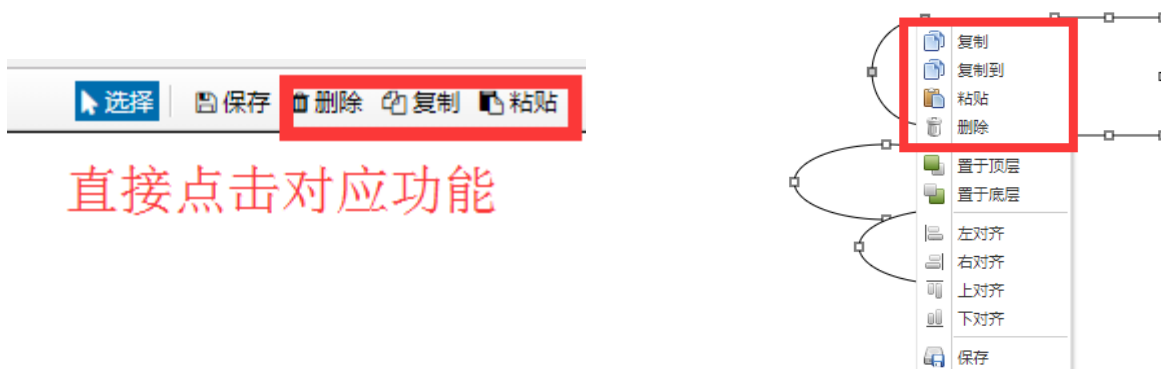 选择 保存 删除 复制 粘贴
直接点击对应功能
复制
复制到
粘贴
删除
置于顶层
置于底层
左对齐
右对齐
上对齐
下对齐
保存